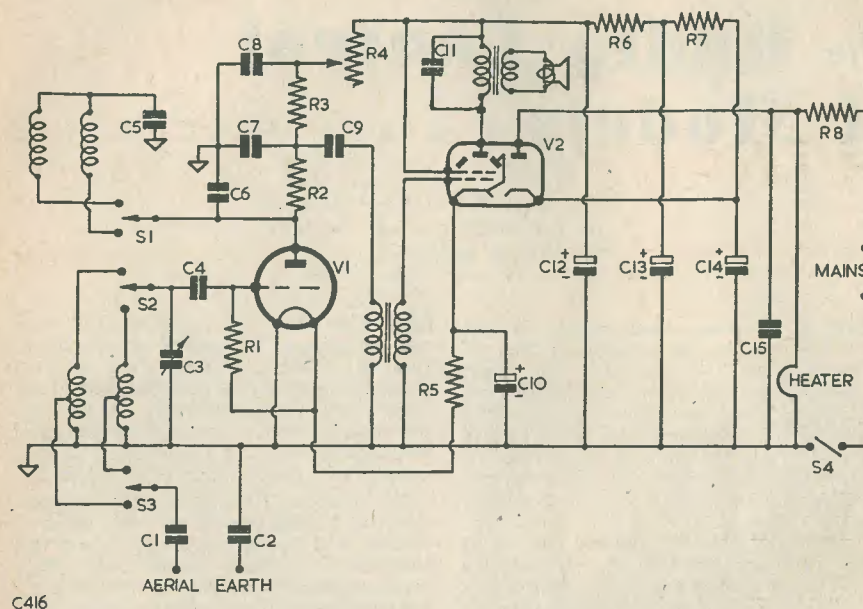 C8
R4
C11
R6
R7
C5
R3
C7
C9
V2
R8
C6
R2
S1
V1
C4
C12
+
-
C13
+
-
C14
+
-
MAINS
S2
C3
R1
C15
R5
+
C10
-
HEATER
S4
S3
C1
C2
AERIAL EARTH
C416